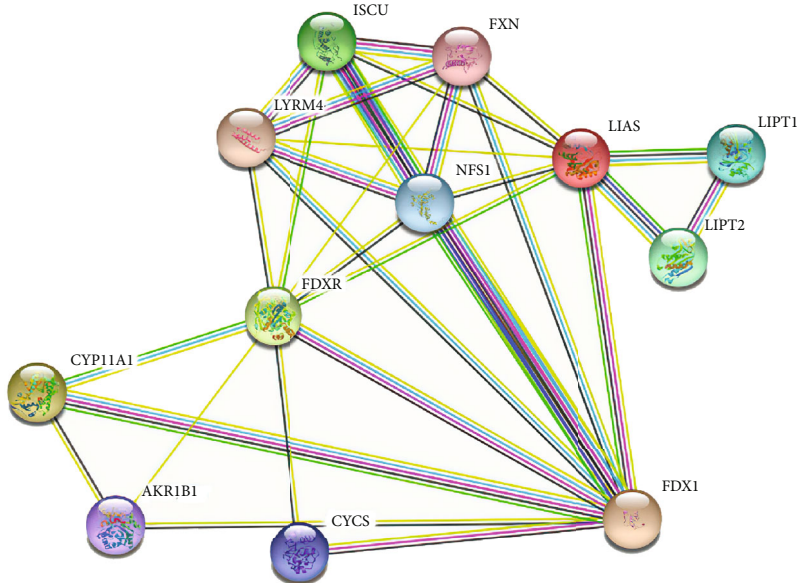 ISCU
FXN
LYRM4
LIAS
LIPT1
NFS1
LIPT2
FDXR
CYP11A1
AKR1B1
CYCS
FDX1